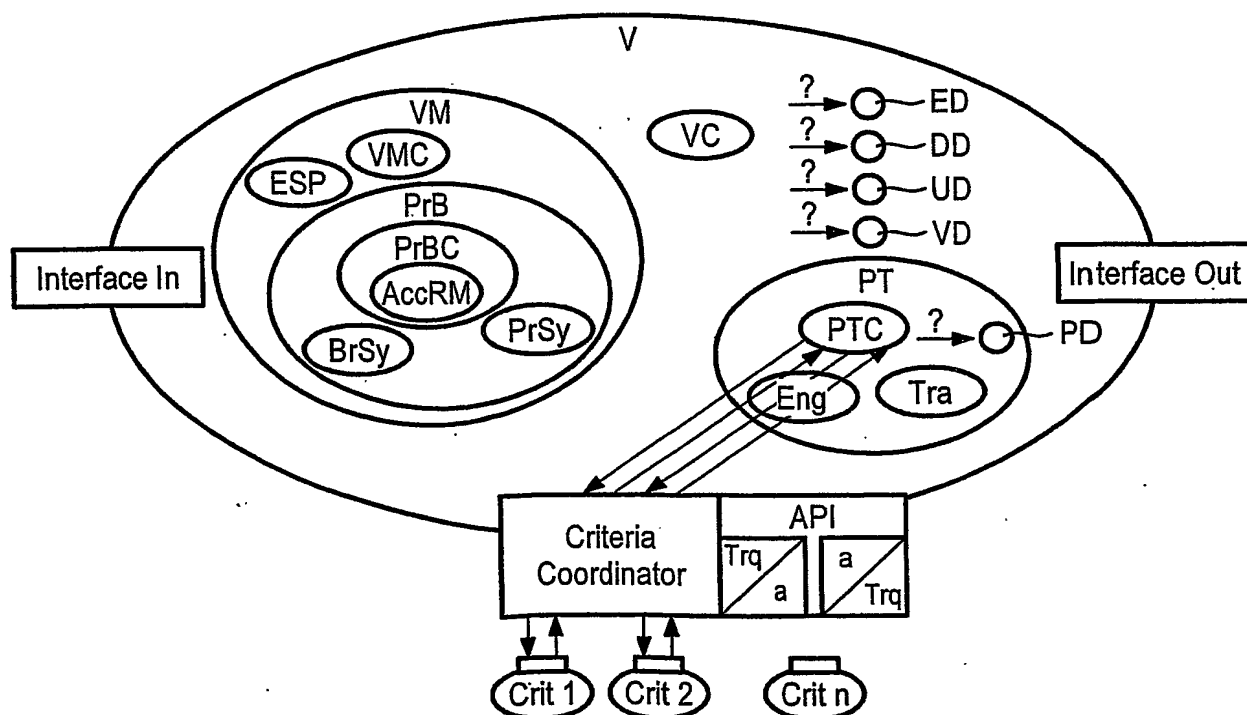 V
VM
VMC
ESP
PrB
PrBC
AccRM
BrSy
PrSy
VC
? ED
? DD
? UD
? VD
Interface In
Interface Out
PT
PTC
? PD
Eng
Tra
Criteria
Coordinator
API
Trq
a
a
Trq
Crit 1
Crit 2
Crit n